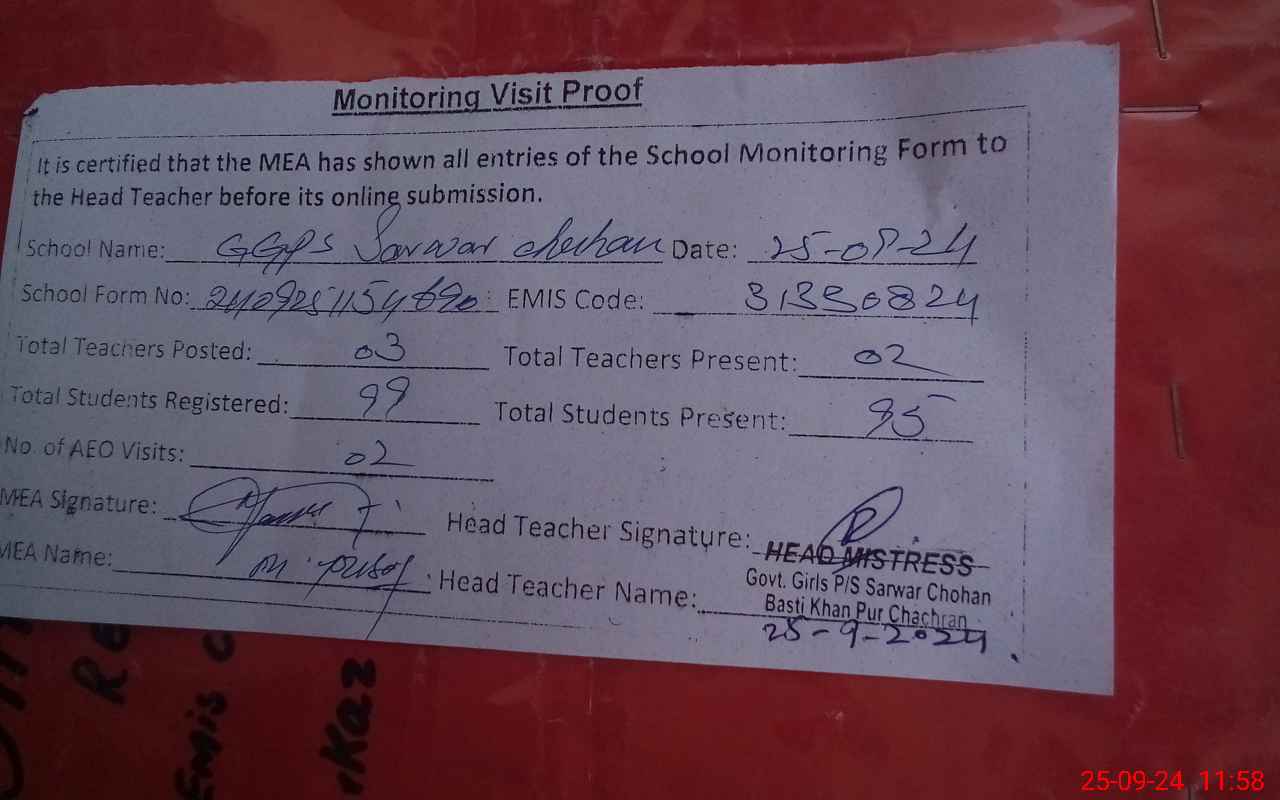 Monitoring Visit Proof
It is certified that the MEA has shown all entries of the School Monitoring Form to
the Head Teacher before its online submission.
School Name: GGPS Sarwar chohan Date: 25-09-24
School Form No: EMIS Code: 31330824
Total Teachers Posted: 03 Total Teachers Present: 02
Total Students Registered: 99 Total Students Present: 95
No. of AEO Visits: 02
MEA Signature: Head Teacher Signature:
HEAD MISTRESS
MEA Name: M. Head Teacher Name:
Govt. Girls P/S Sarwar Chohan
Basti Khan Pur Chachran
25-9-2024
Emis
25-09-24 11:58